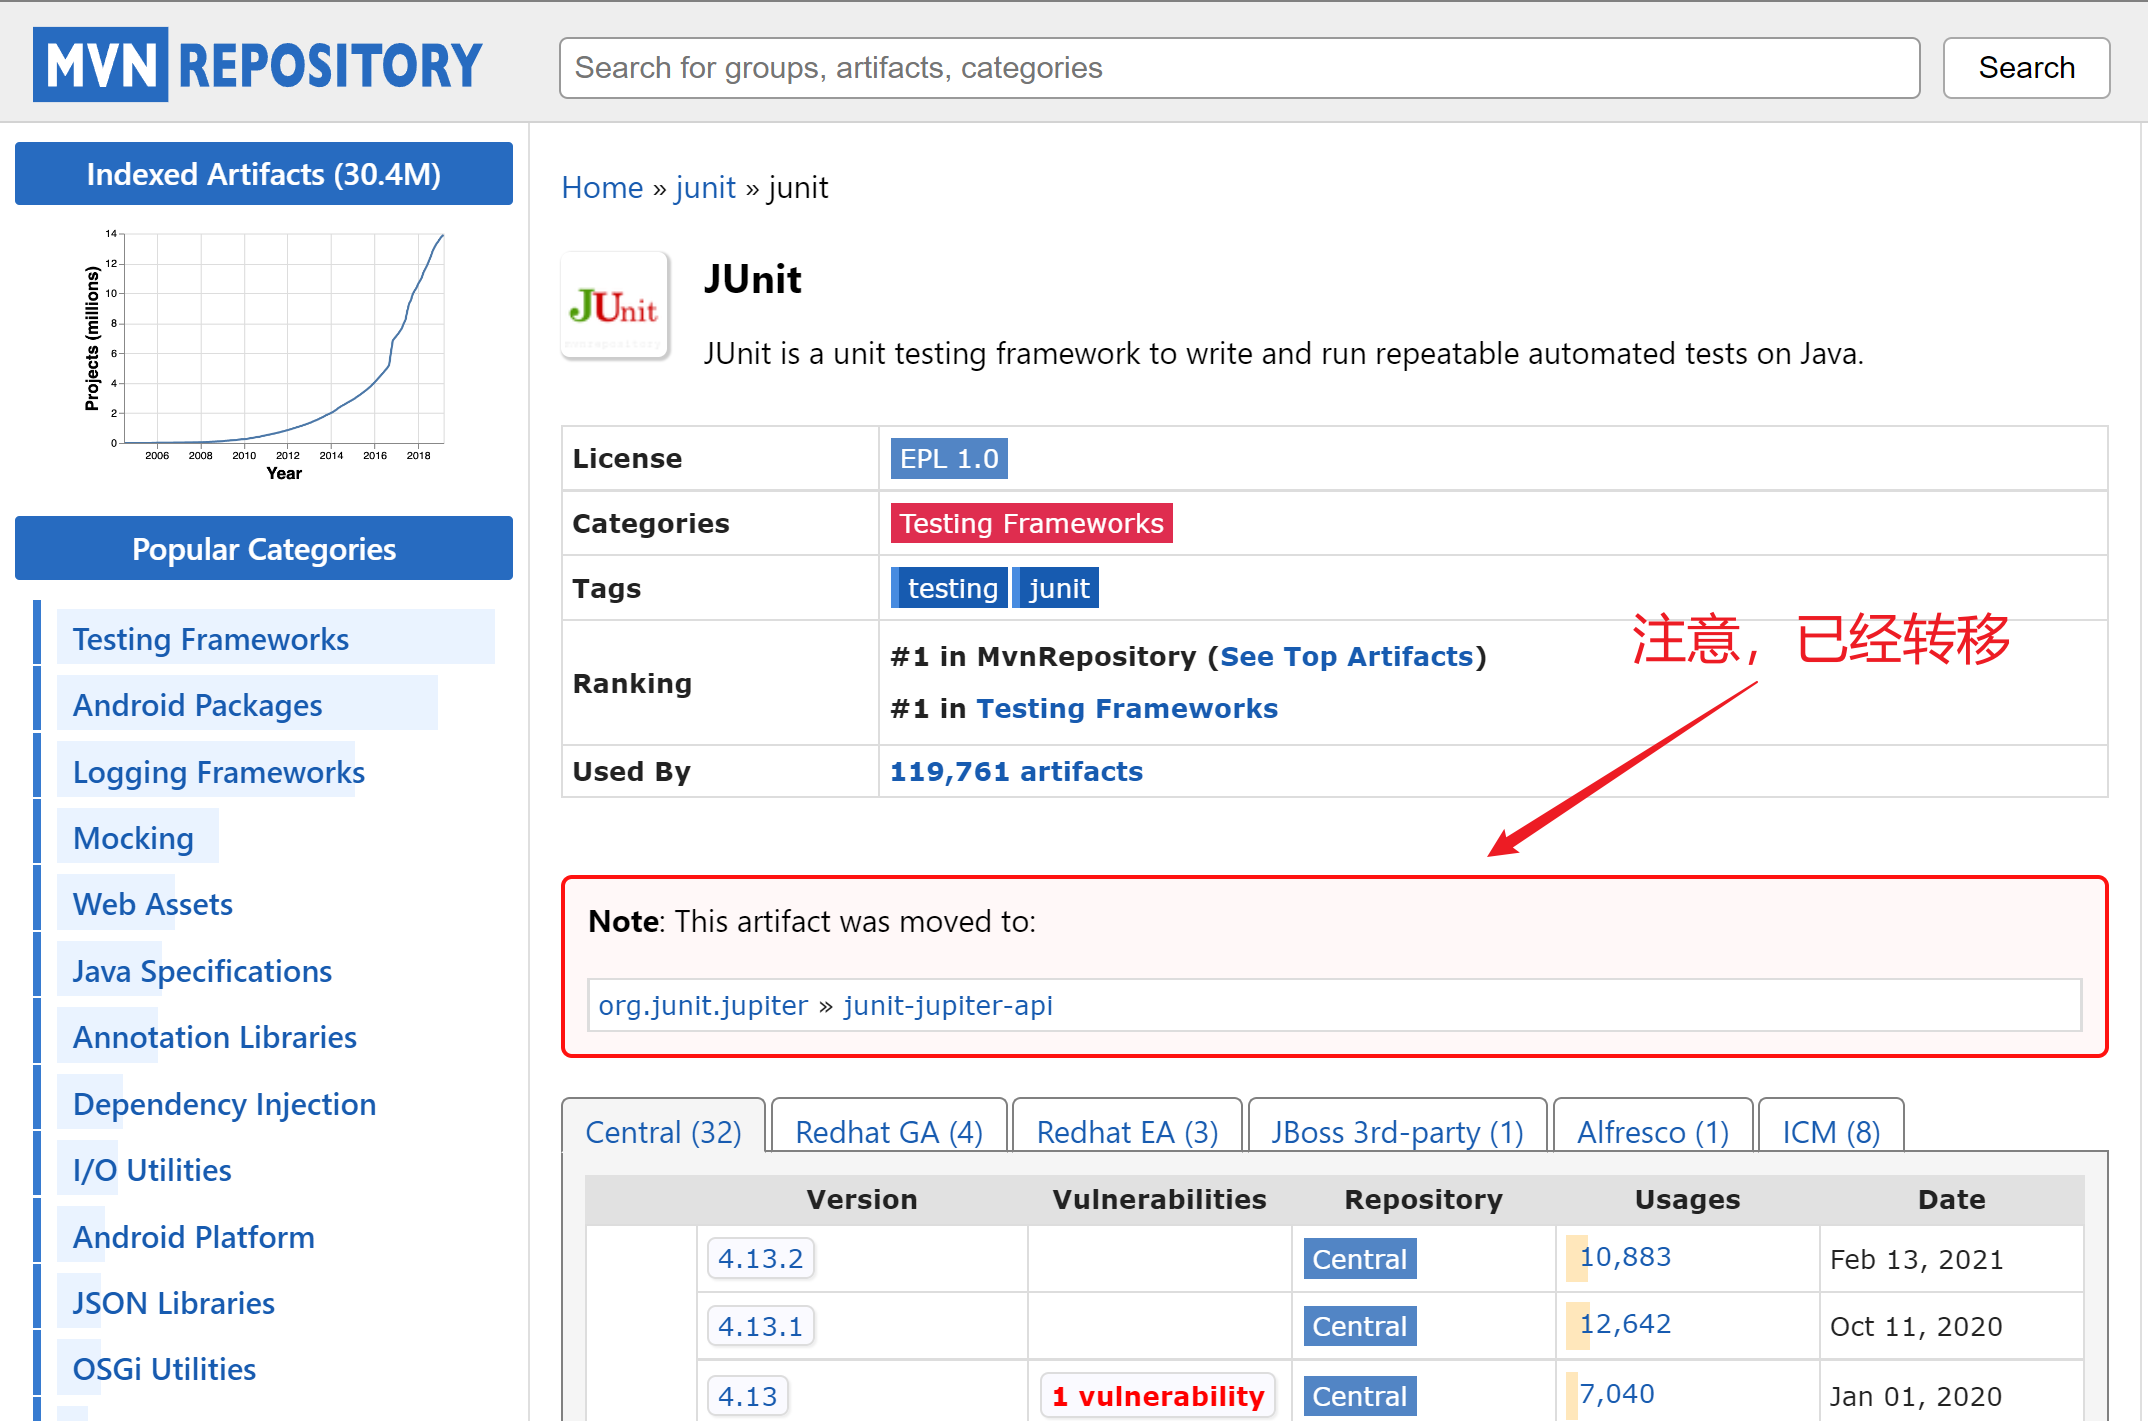 MVN REPOSITORY
Search for groups, artifacts, categories
Search
Indexed Artifacts (30.4M)
Projects (millions)
14
12
10
8
6
4
2
0
2006 2008 2010 2012 2014 2016 2018
Year
Popular Categories
Testing Frameworks
Android Packages
Logging Frameworks
Mocking
Web Assets
Java Specifications
Annotation Libraries
Dependency Injection
I/O Utilities
Android Platform
JSON Libraries
OSGi Utilities
Home » junit » junit
JUnit
mvnrepository
JUnit
JUnit is a unit testing framework to write and run repeatable automated tests on Java.
License EPL 1.0
Categories Testing Frameworks
Tags testing junit
Ranking #1 in MvnRepository (See Top Artifacts)
#1 in Testing Frameworks
Used By 119,761 artifacts
注意，已经转移
Note: This artifact was moved to:
org.junit.jupiter » junit-jupiter-api
Central (32) Redhat GA (4) Redhat EA (3) JBoss 3rd-party (1) Alfresco (1) ICM (8)
Version Vulnerabilities Repository Usages Date
4.13.2 Central 10,883 Feb 13, 2021
4.13.1 Central 12,642 Oct 11, 2020
4.13 1 vulnerability Central 7,040 Jan 01, 2020